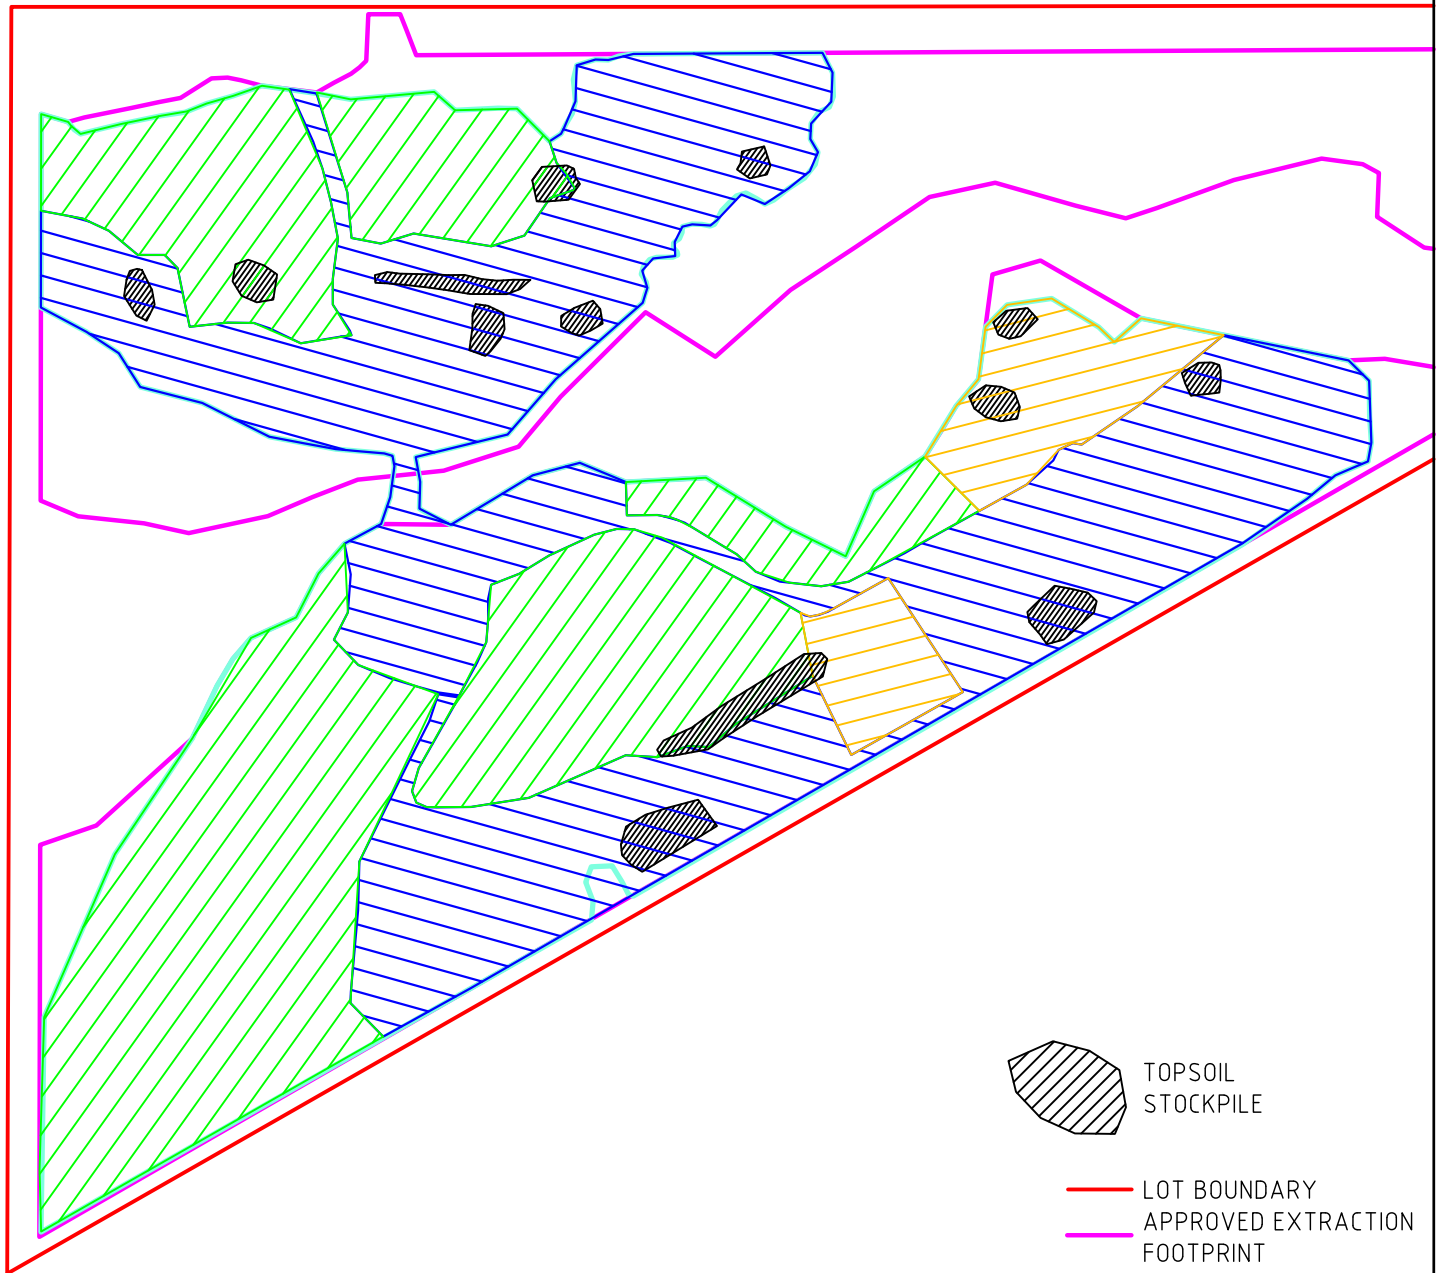 TOPSOIL
STOCKPILE
LOT BOUNDARY
APPROVED EXTRACTION
FOOTPRINT